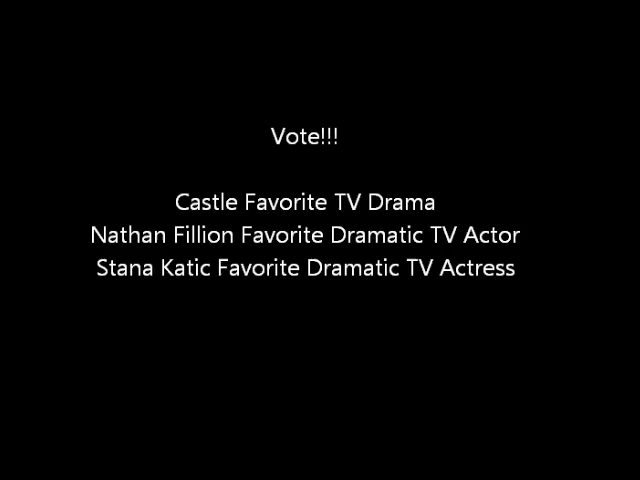 Vote!!!
Castle Favorite TV Drama
Nathan Fillion Favorite Dramatic TV Actor
Stana Katic Favorite Dramatic TV Actress